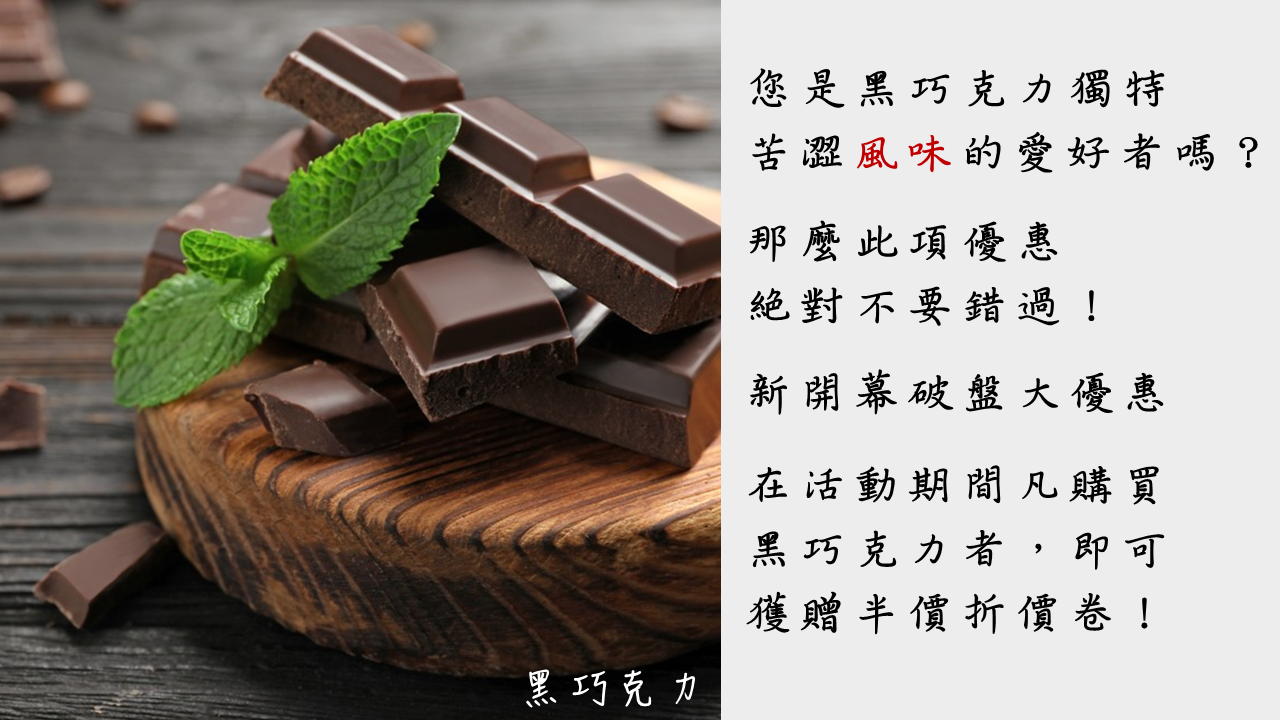 您是黑巧克力獨特
苦澀風味的愛好者嗎？
那麼此項優惠
絕對不要錯過！
新開幕破盤大優惠
在活動期間凡購買
黑巧克力者，即可
獲贈半價折價卷！
黑巧克力